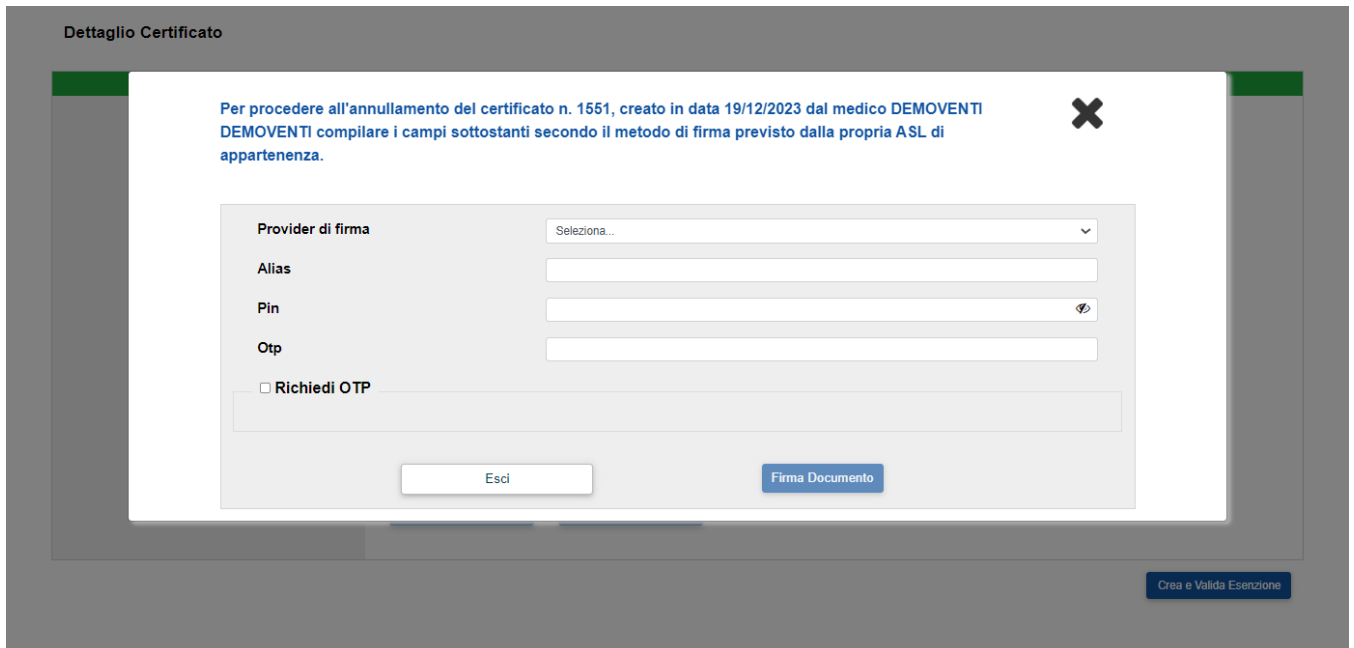 Dettaglio Certificato
Per procedere all'annullamento del certificato n. 1551, creato in data 19/12/2023 dal medico DEMOVENTI
DEMOVENTI compilare i campi sottostanti secondo il metodo di firma previsto dalla propria ASL di
appartenenza.
Provider di firma
Seleziona...
Alias
Pin
Otp
Richiedi OTP
Esci
Firma Documento
Crea e Valida Esenzione